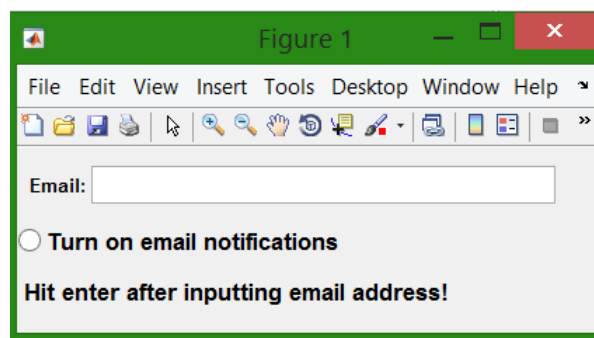 Figure 1
File Edit View Insert Tools Desktop Window Help
Email:
Turn on email notifications
Hit enter after inputting email address!